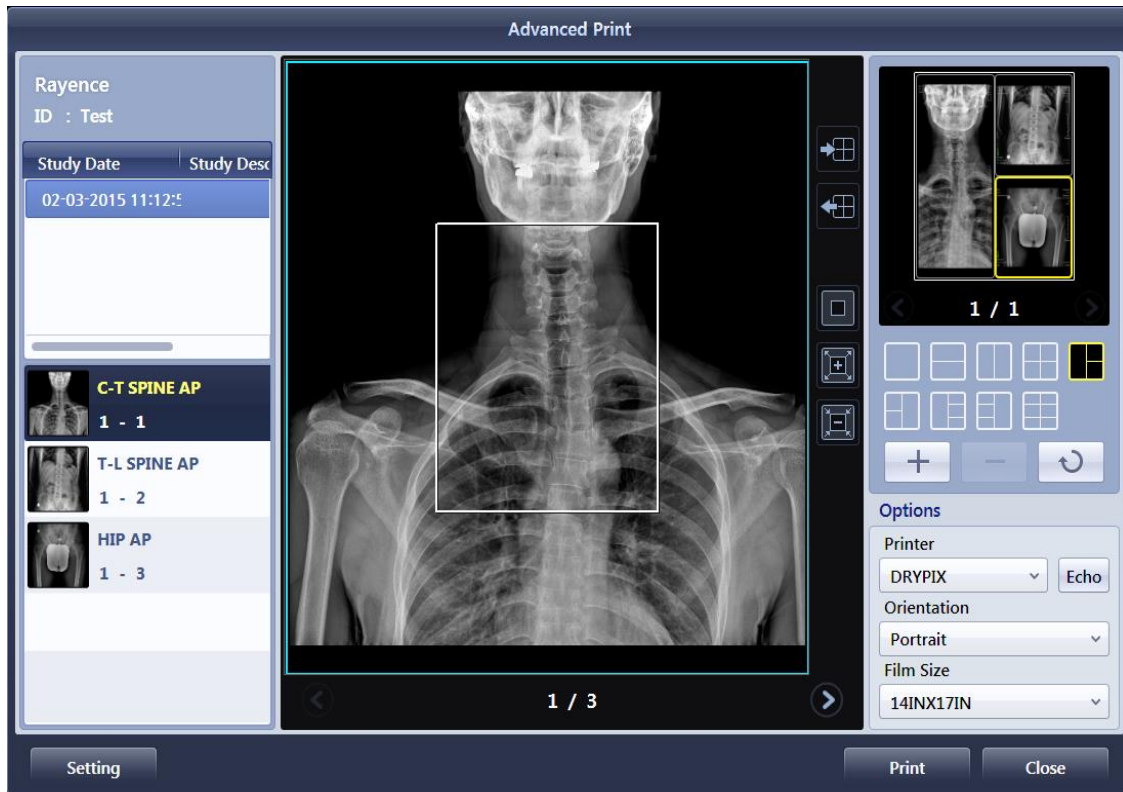 Advanced Print
Rayence
ID : Test
Study Date Study Desc
02-03-2015 11:12:5
C-T SPINE AP
1 - 1
T-L SPINE AP
1 - 2
HIP AP
1 - 3
1 / 3
1 / 1
Options
Printer
DRYPIX Echo
Orientation
Portrait
Film Size
14INX17IN
Setting Print Close